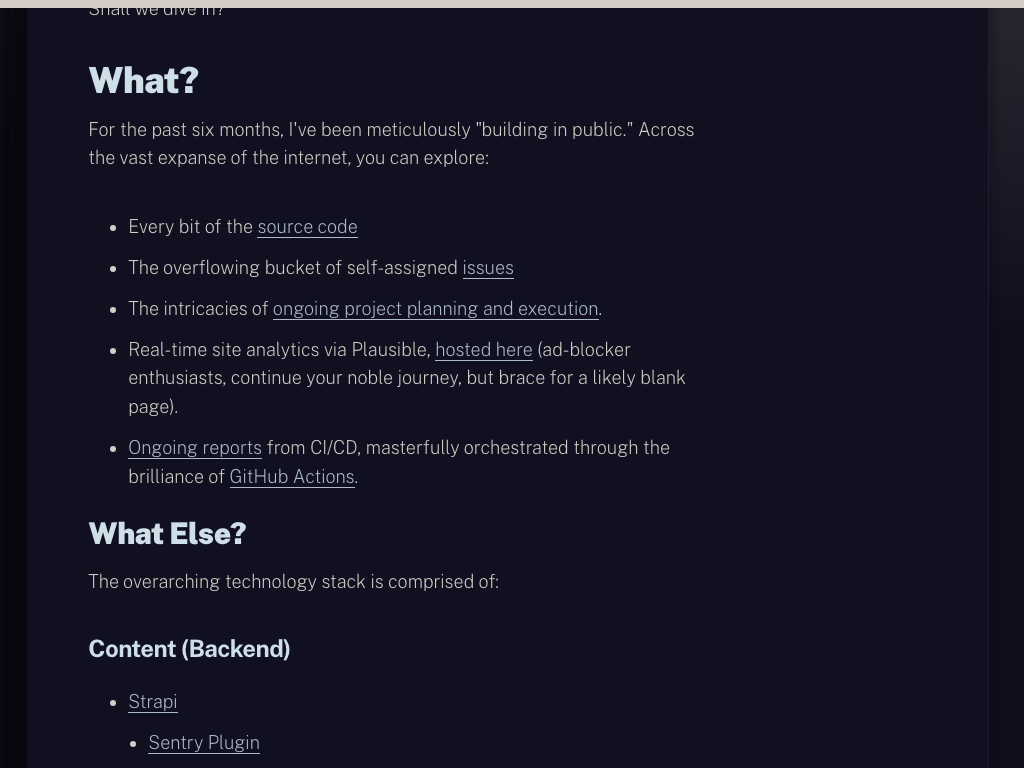 Shall we dive in?
What?
For the past six months, I've been meticulously "building in public." Across
the vast expanse of the internet, you can explore:
Every bit of the source code
The overflowing bucket of self-assigned issues
The intricacies of ongoing project planning and execution.
Real-time site analytics via Plausible, hosted here (ad-blocker
enthusiasts, continue your noble journey, but brace for a likely blank
page).
Ongoing reports from CI/CD, masterfully orchestrated through the
brilliance of GitHub Actions.
What Else?
The overarching technology stack is comprised of:
Content (Backend)
Strapi
Sentry Plugin